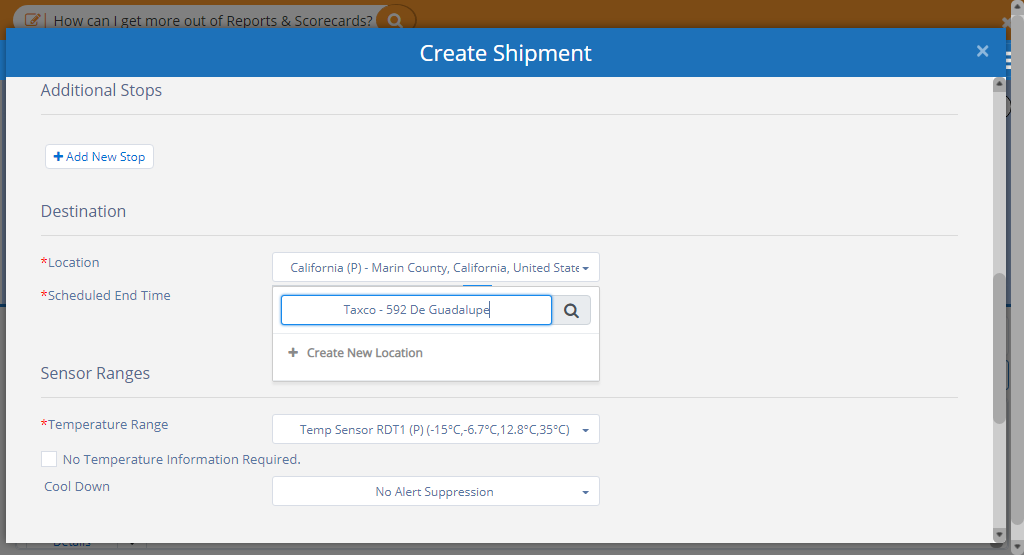 How can I get more out of Reports & Scorecards?
Create Shipment
×
Additional Stops
+ Add New Stop
Destination
*Location
California (P) - Marin County, California, United State
*Scheduled End Time
Taxco - 592 De Guadalupe
+ Create New Location
Sensor Ranges
*Temperature Range
Temp Sensor RDT1 (P) (-15°C,-6.7°C,12.8°C,35°C)
No Temperature Information Required.
Cool Down
No Alert Suppression
Details